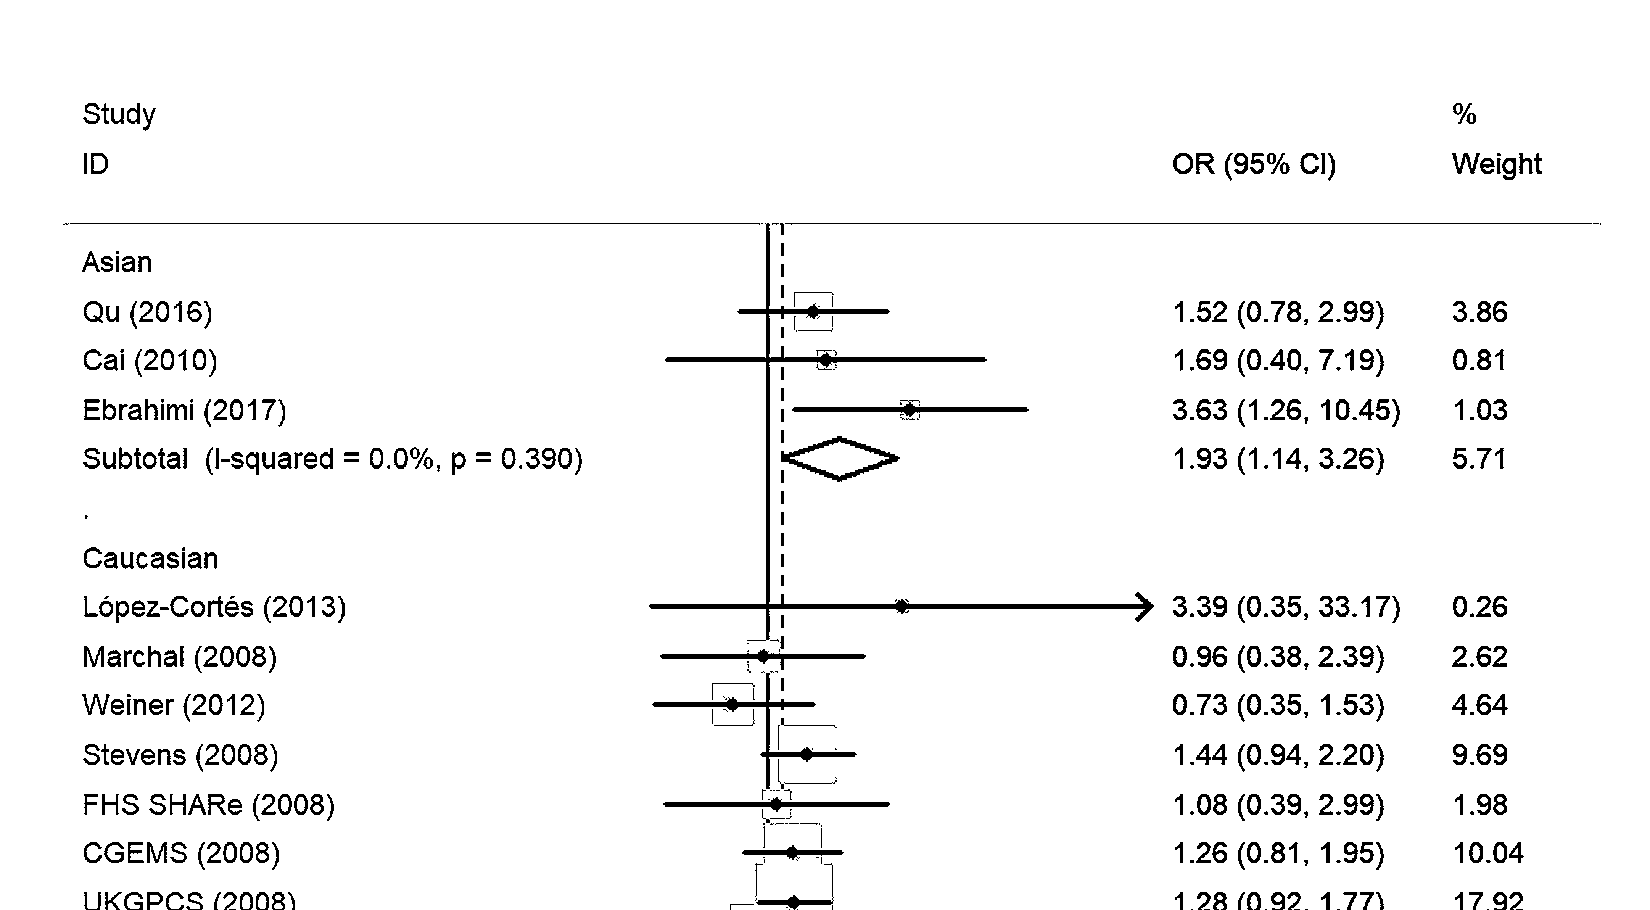 Study %
ID OR (95% CI) Weight
Asian
Qu (2016) 1.52 (0.78, 2.99) 3.86
Cai (2010) 1.69 (0.40, 7.19) 0.81
Ebrahimi (2017) 3.63 (1.26, 10.45) 1.03
Subtotal (I-squared = 0.0%, p = 0.390) 1.93 (1.14, 3.26) 5.71
.
Caucasian
López-Cortés (2013) 3.39 (0.35, 33.17) 0.26
Marchal (2008) 0.96 (0.38, 2.39) 2.62
Weiner (2012) 0.73 (0.35, 1.53) 4.64
Stevens (2008) 1.44 (0.94, 2.20) 9.69
FHS SHARe (2008) 1.08 (0.39, 2.99) 1.98
CGEMS (2008) 1.26 (0.81, 1.95) 10.04
UKGPCS (2008) 1.28 (0.92, 1.77) 17.92